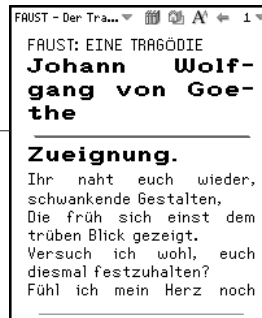 FAUST - Der Tra... 1
FAUST: EINE TRAGÖDIE
Johann Wolf-
gang von Goe-
the
Zueignung.
Ihr naht euch wieder,
schwankende Gestalten,
Die früh sich einst dem
trüben Blick gezeigt.
Versuch ich wohl, euch
diesmal festzuhalten?
Fühl ich mein Herz noch